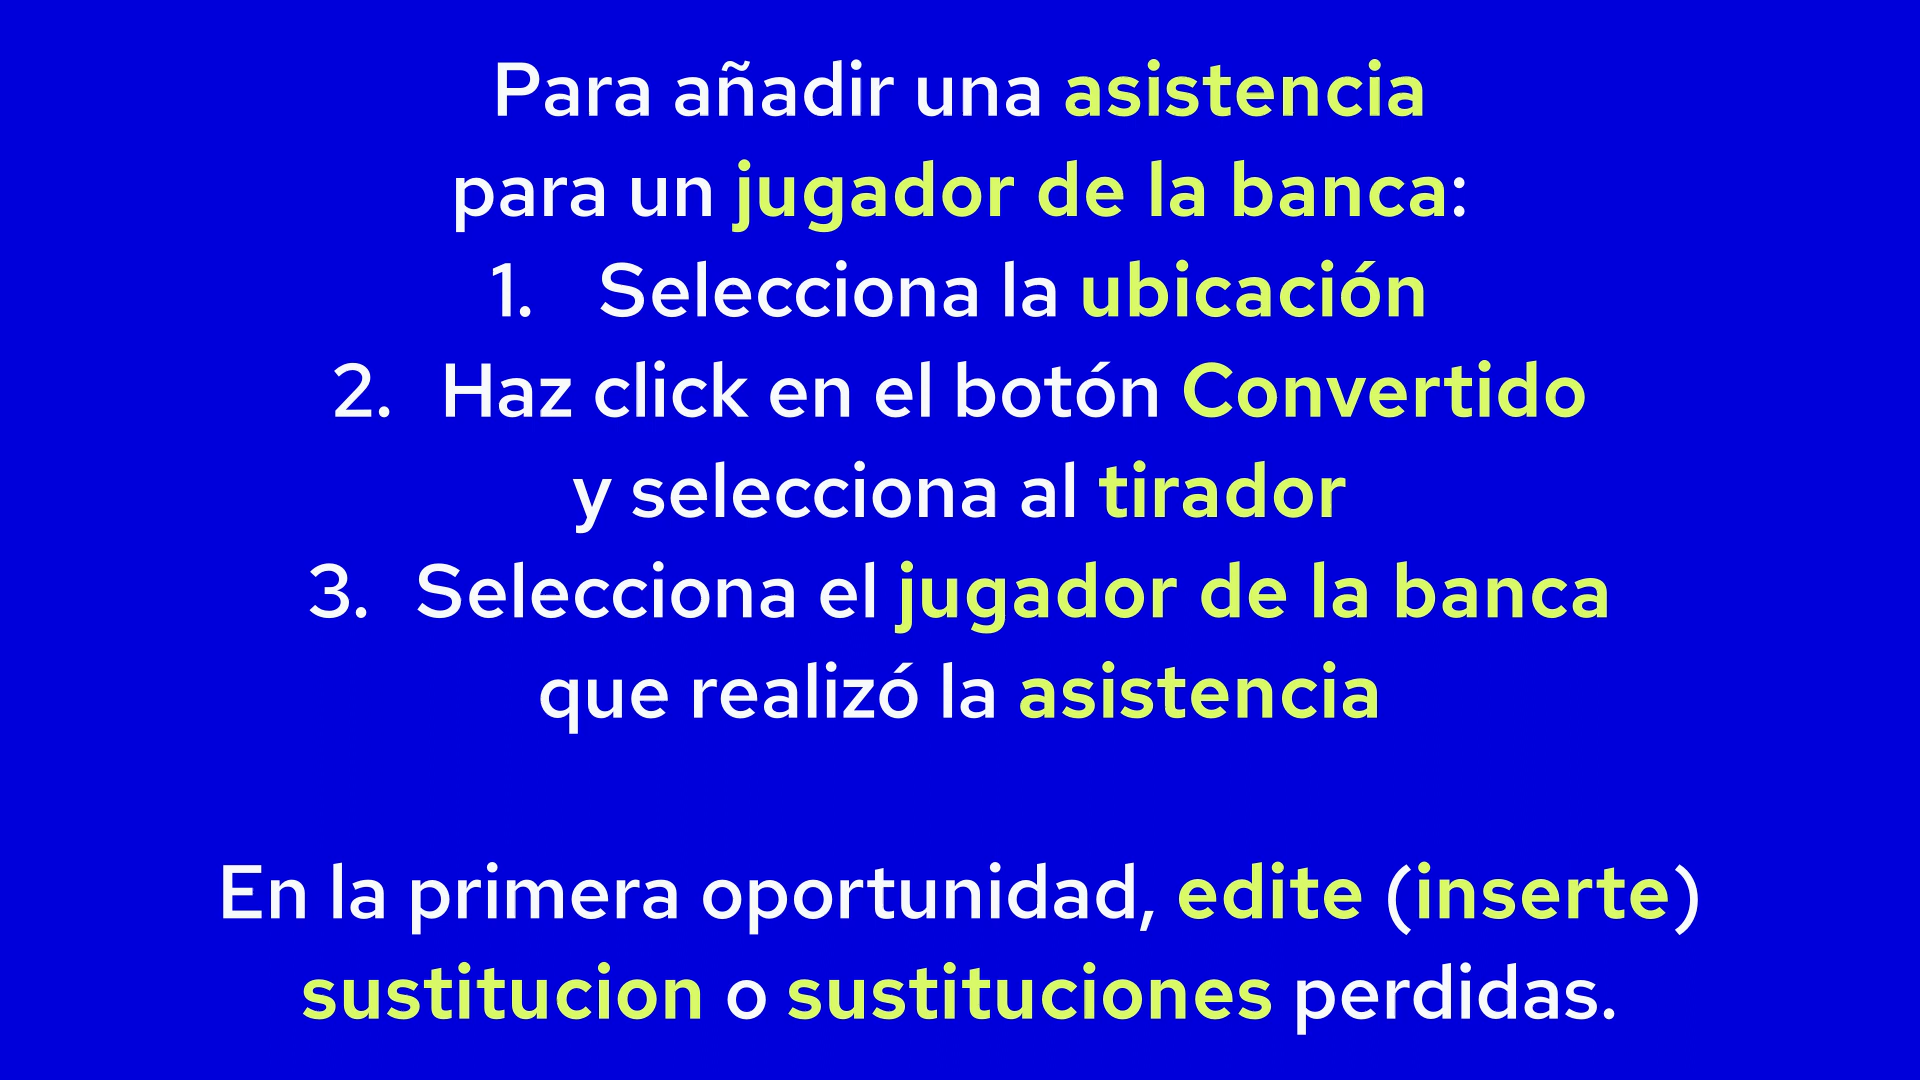 Para añadir una asistencia
para un jugador de la banca:
1. Selecciona la ubicación
2. Haz click en el botón Convertido
y selecciona al tirador
3. Selecciona el jugador de la banca
que realizó la asistencia
En la primera oportunidad, edite (inserte)
sustitucion o sustituciones perdidas.